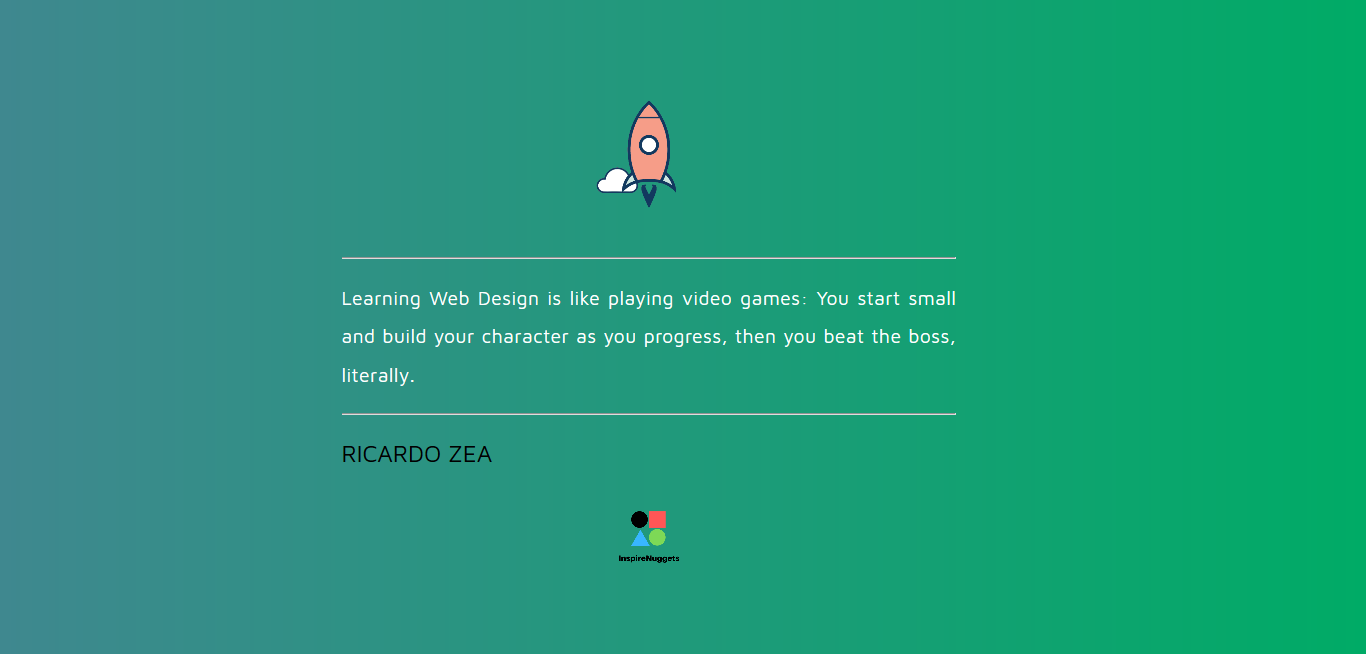 Learning Web Design is like playing video games: You start small
and build your character as you progress, then you beat the boss,
literally.
RICARDO ZEA
InspireNuggets